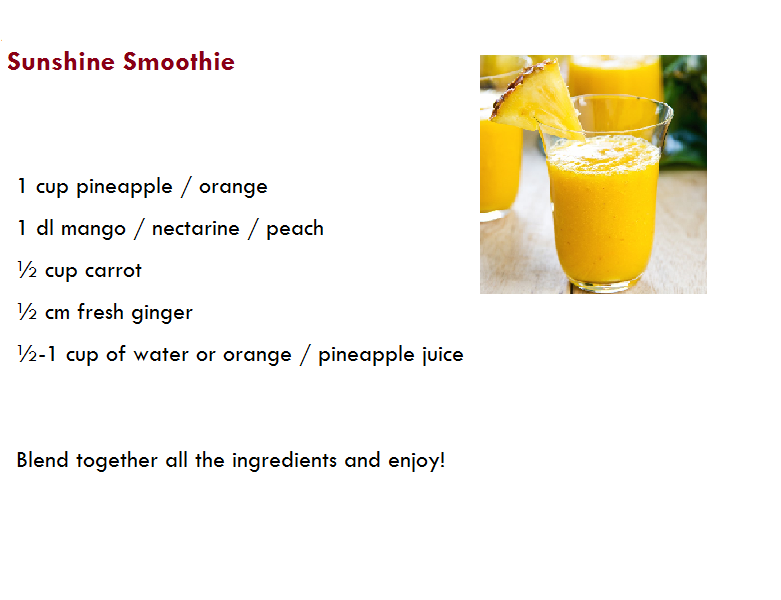 Sunshine Smoothie
1 cup pineapple / orange
1 dl mango / nectarine / peach
½ cup carrot
½ cm fresh ginger
½-1 cup of water or orange / pineapple juice
Blend together all the ingredients and enjoy!